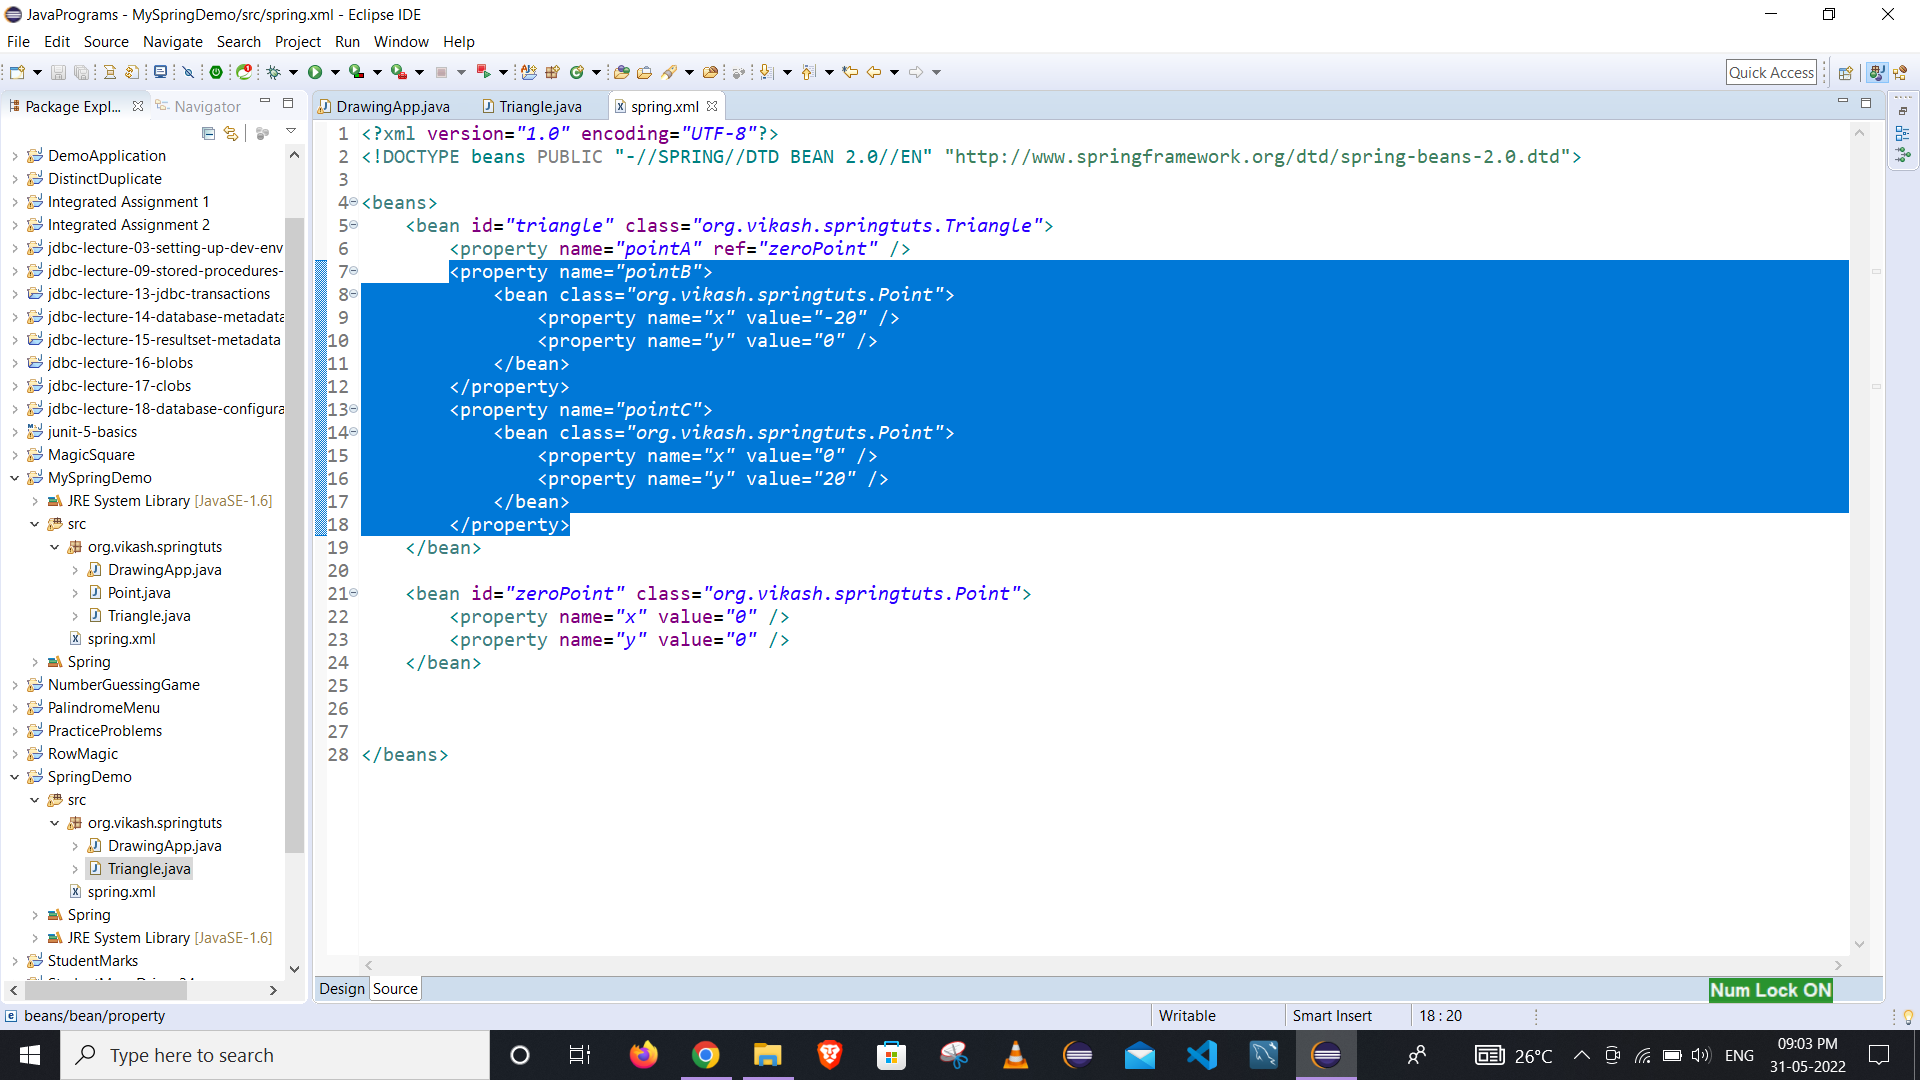 JavaPrograms - MySpringDemo/src/spring.xml - Eclipse IDE
File Edit Source Navigate Search Project Run Window Help
Quick Access
Package Expl... Navigator
DrawingApp.java Triangle.java spring.xml
DemoApplication
DistinctDuplicate
Integrated Assignment 1
Integrated Assignment 2
jdbc-lecture-03-setting-up-dev-env
jdbc-lecture-09-stored-procedures-
jdbc-lecture-13-jdbc-transactions
jdbc-lecture-14-database-metadata
jdbc-lecture-15-resultset-metadata
jdbc-lecture-16-blobs
jdbc-lecture-17-clobs
jdbc-lecture-18-database-configura
junit-5-basics
MagicSquare
MySpringDemo
JRE System Library [JavaSE-1.6]
src
org.vikash.springtuts
DrawingApp.java
Point.java
Triangle.java
spring.xml
Spring
NumberGuessingGame
PalindromeMenu
PracticeProblems
RowMagic
SpringDemo
src
org.vikash.springtuts
DrawingApp.java
Triangle.java
spring.xml
Spring
JRE System Library [JavaSE-1.6]
StudentMarks
1 <?xml version="1.0" encoding="UTF-8"?>
2 <!DOCTYPE beans PUBLIC "-//SPRING//DTD BEAN 2.0//EN" "http://www.springframework.org/dtd/spring-beans-2.0.dtd">
3
4 <beans>
5 <bean id="triangle" class="org.vikash.springtuts.Triangle">
6 <property name="pointA" ref="zeroPoint" />
7 <property name="pointB">
8 <bean class="org.vikash.springtuts.Point">
9 <property name="x" value="-20" />
10 <property name="y" value="0" />
11 </bean>
12 </property>
13 <property name="pointC">
14 <bean class="org.vikash.springtuts.Point">
15 <property name="x" value="0" />
16 <property name="y" value="20" />
17 </bean>
18 </property>
19 </bean>
20
21 <bean id="zeroPoint" class="org.vikash.springtuts.Point">
22 <property name="x" value="0" />
23 <property name="y" value="0" />
24 </bean>
25
26
27
28 </beans>
Design Source
Num Lock ON
beans/bean/property
Writable Smart Insert 18 : 20
Type here to search
26°C
ENG
09:03 PM
31-05-2022